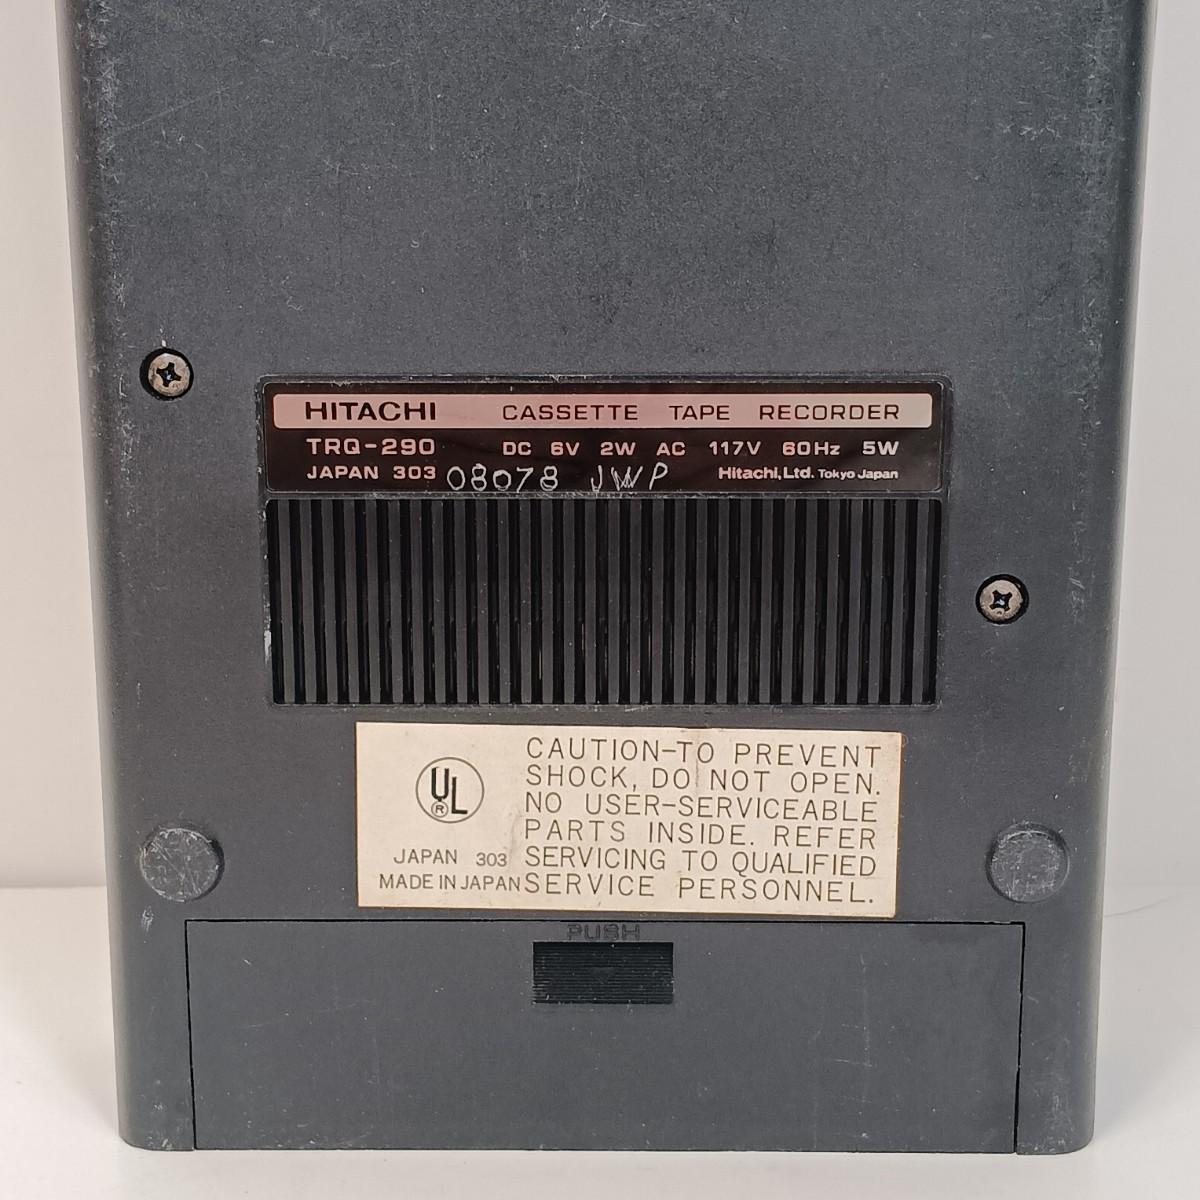 HITACHI CASSETTE TAPE RECORDER
TRQ-290 DC 6V 2W AC 117V 60Hz 5W
JAPAN 303 08078 JWP Hitachi, Ltd. Tokyo Japan
UL
®
JAPAN 303
MADE IN JAPAN
CAUTION-TO PREVENT
SHOCK, DO NOT OPEN.
NO USER-SERVICEABLE
PARTS INSIDE. REFER
SERVICING TO QUALIFIED
SERVICE PERSONNEL.
PUSH